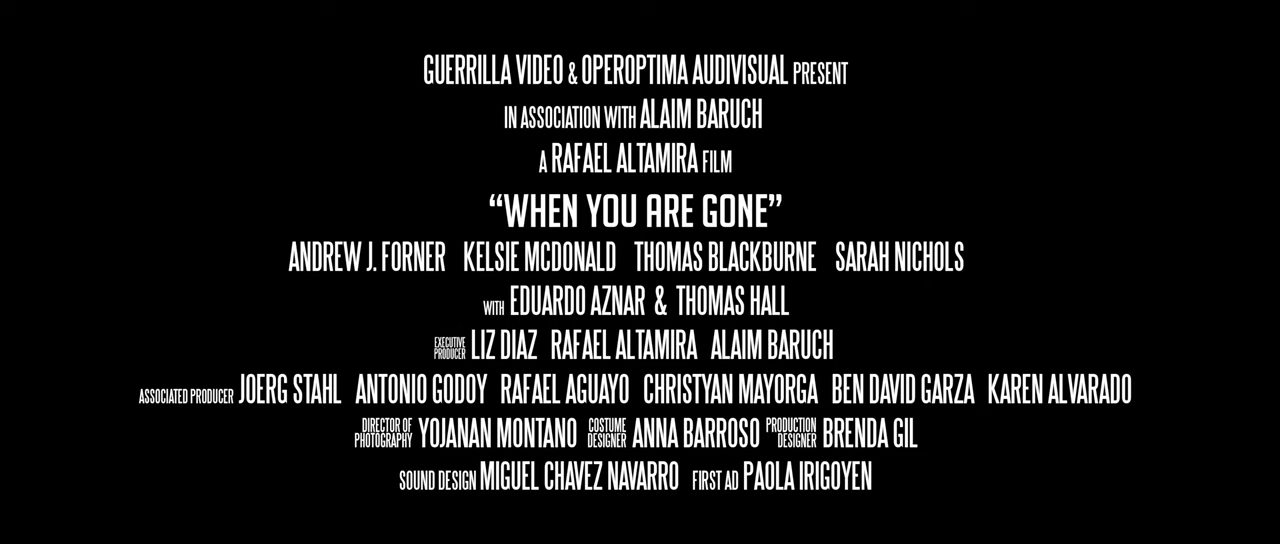 GUERRILLA VIDEO & OPEROPTIMA AUDIVISUAL PRESENT
IN ASSOCIATION WITH ALAIM BARUCH
A RAFAEL ALTAMIRA FILM
“WHEN YOU ARE GONE”
ANDREW J. FORNER KELSIE MCDONALD THOMAS BLACKBURNE SARAH NICHOLS
WITH EDUARDO AZNAR & THOMAS HALL
EXECUTIVE PRODUCER LIZ DIAZ RAFAEL ALTAMIRA ALAIM BARUCH
ASSOCIATED PRODUCER JOERG STAHL ANTONIO GODOY RAFAEL AGUAYO CHRISTYAN MAYORGA BEN DAVID GARZA KAREN ALVARADO
DIRECTOR OF PHOTOGRAPHY YOJANAN MONTANO COSTUME DESIGNER ANNA BARROSO PRODUCTION DESIGNER BRENDA GIL
SOUND DESIGN MIGUEL CHAVEZ NAVARRO FIRST AD PAOLA IRIGOYEN